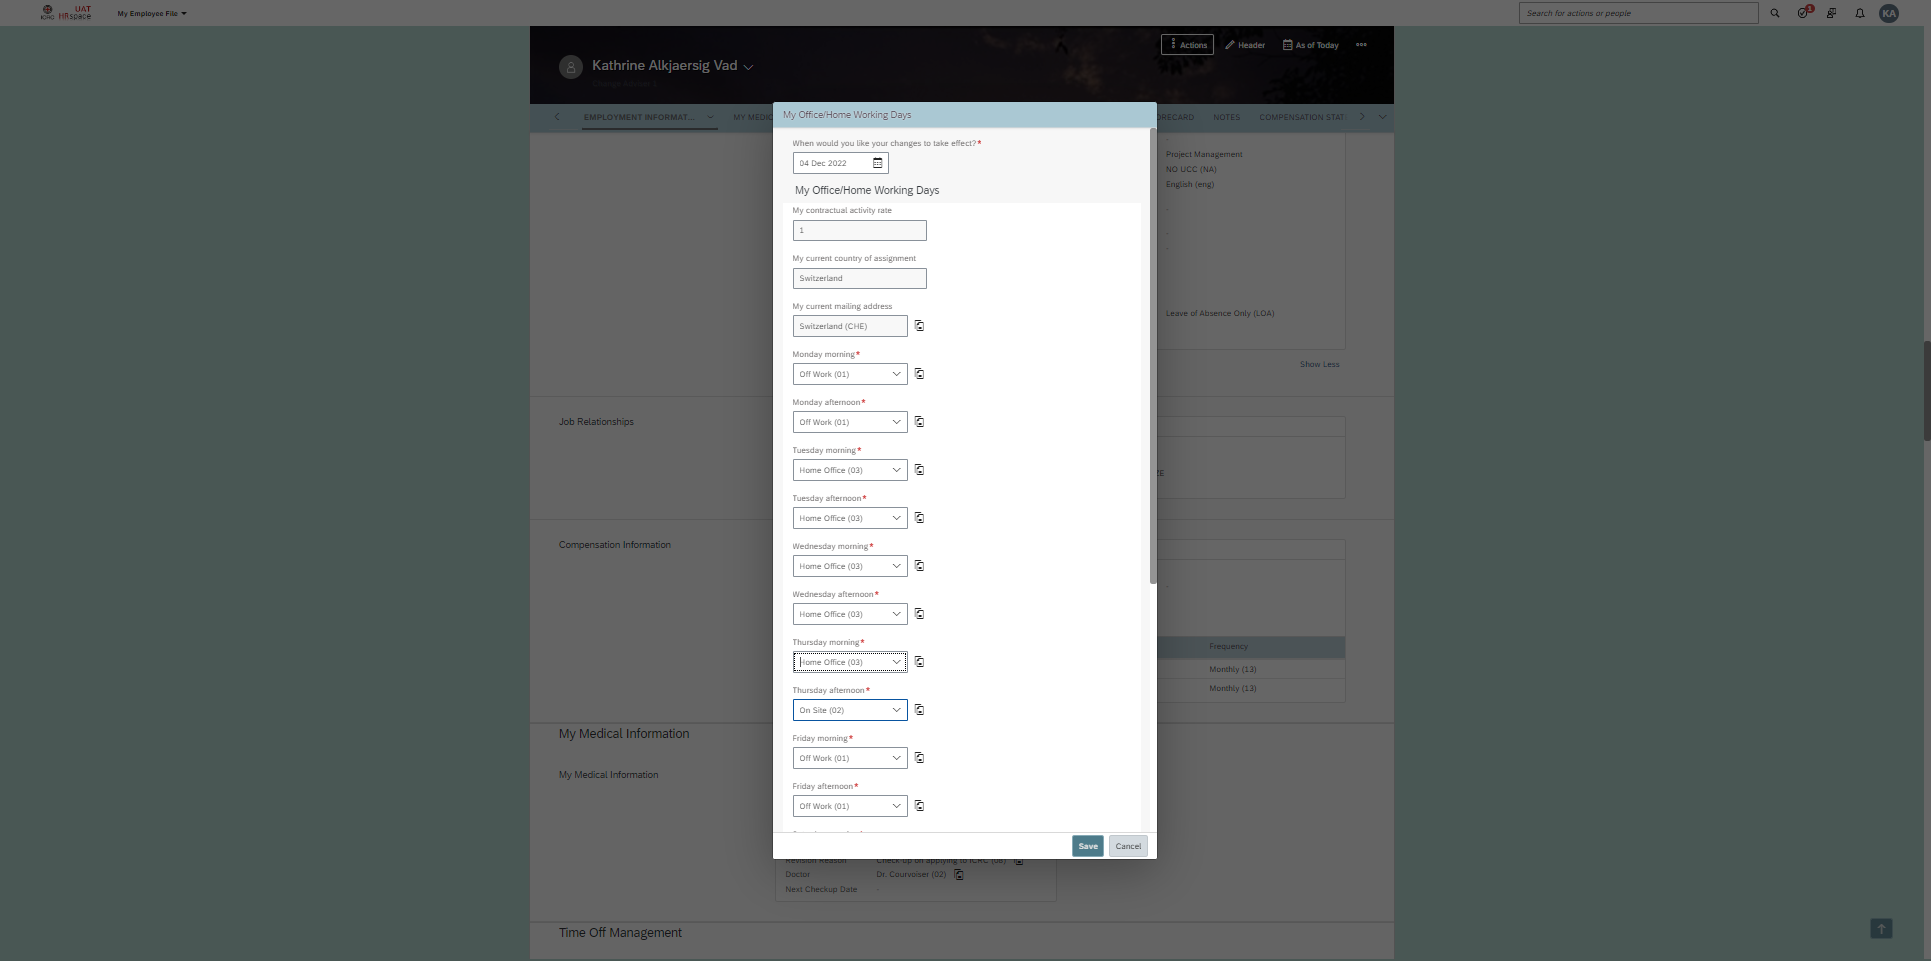 UAT
ICRC HRspace
My Employee File
Search for actions or people
1
KA
Actions
Header
As of Today
Kathrine Alkjaersig Vad
EMPLOYMENT INFORMAT...
MY MEDIC
ORECARD
NOTES
COMPENSATION STAT
My Office/Home Working Days
When would you like your changes to take effect?*
04 Dec 2022
My Office/Home Working Days
My contractual activity rate
1
My current country of assignment
Switzerland
My current mailing address
Switzerland (CHE)
Monday morning*
Off Work (01)
Monday afternoon*
Off Work (01)
Tuesday morning*
Home Office (03)
Tuesday afternoon*
Home Office (03)
Wednesday morning*
Home Office (03)
Wednesday afternoon*
Home Office (03)
Thursday morning*
Home Office (03)
Thursday afternoon*
On Site (02)
Friday morning*
Off Work (01)
Friday afternoon*
Off Work (01)
Save
Cancel
Project Management
NO UCC (NA)
English (eng)
Leave of Absence Only (LOA)
Show Less
Job Relationships
Compensation Information
Frequency
Monthly (13)
Monthly (13)
My Medical Information
My Medical Information
Revision Reason Check up on applying to ICRC (06)
Doctor Dr. Courvoiser (02)
Next Checkup Date -
Time Off Management